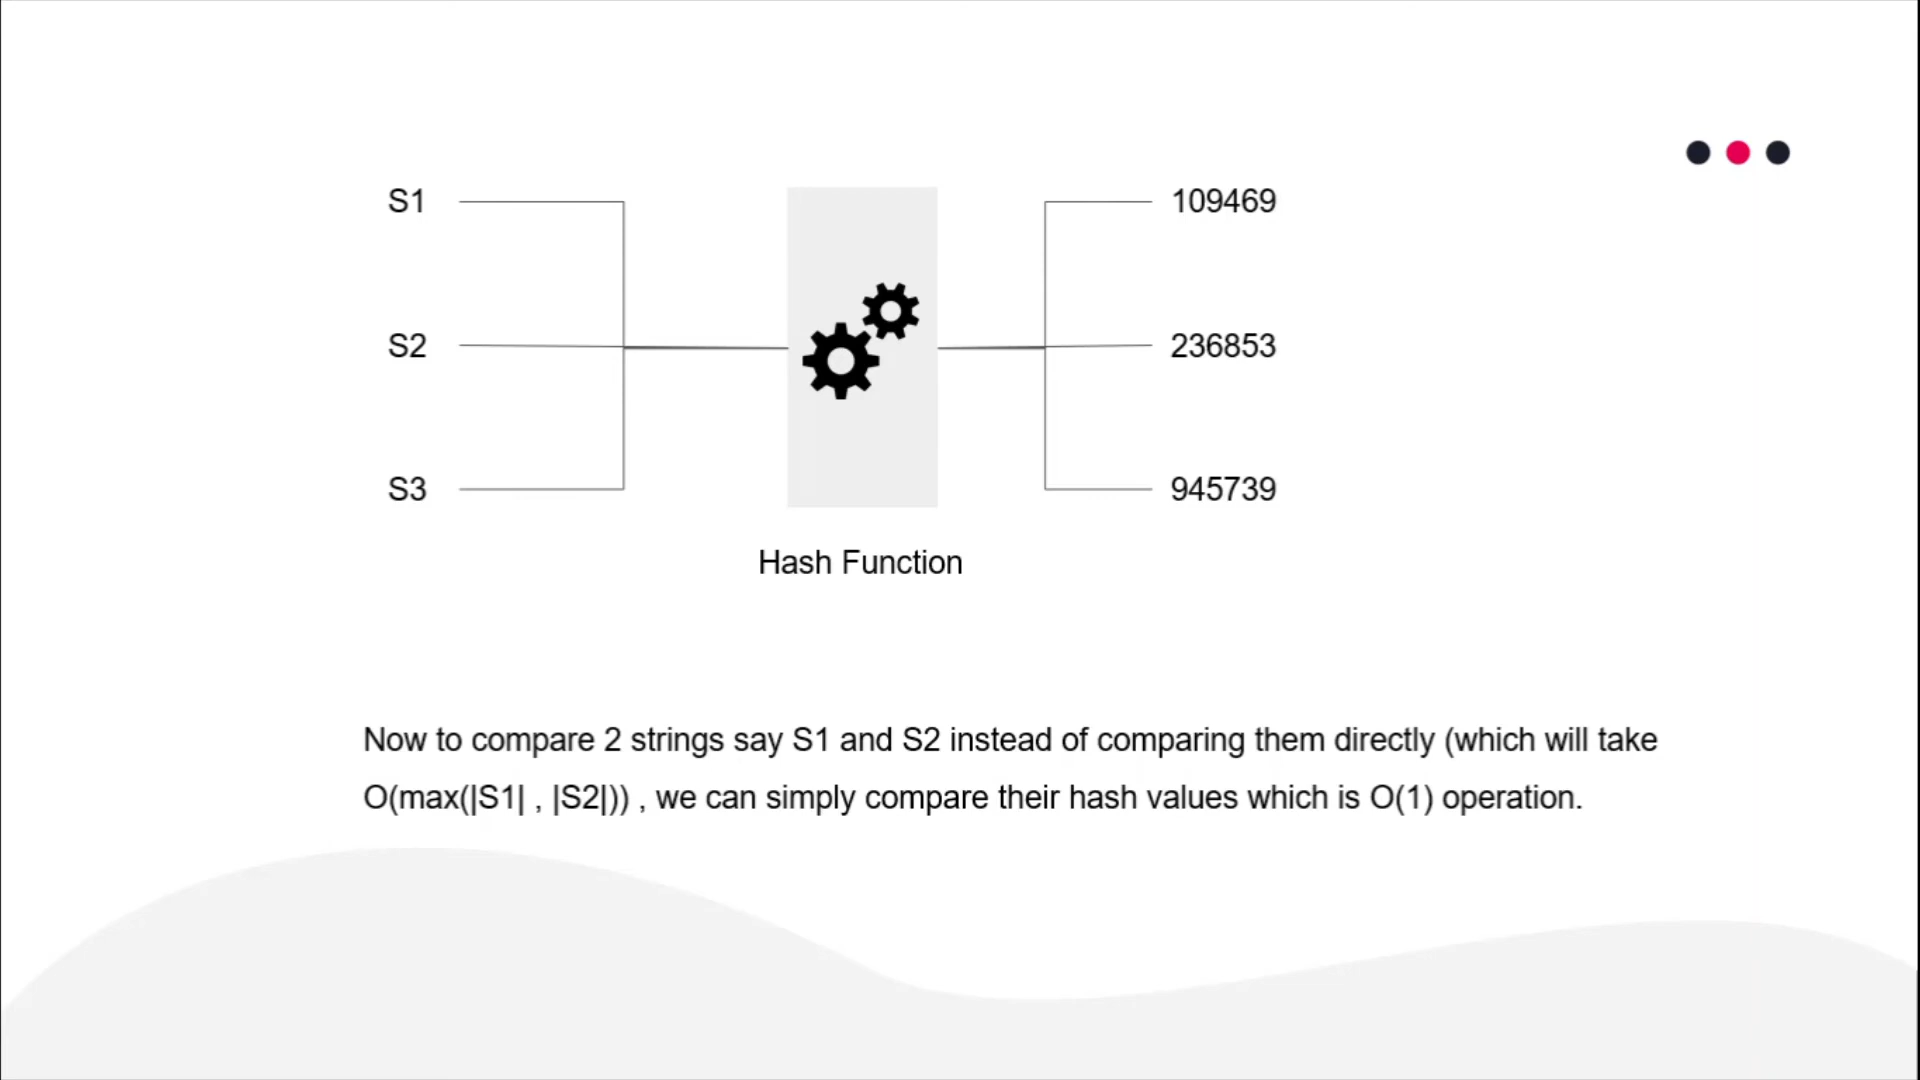 S1
109469
S2
236853
S3
945739
Hash Function
Now to compare 2 strings say S1 and S2 instead of comparing them directly (which will take
O(max(|S1| , |S2|)) , we can simply compare their hash values which is O(1) operation.